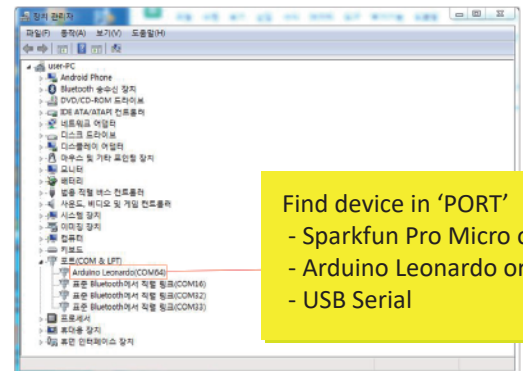 장치 관리자
파일(F) 동작(A) 보기(V) 도움말(H)
user-PC
Android Phone
Bluetooth 송수신 장치
DVD/CD-ROM 드라이브
IDE ATA/ATAPI 컨트롤러
네트워크 어댑터
디스크 드라이브
디스플레이 어댑터
마우스 및 기타 포인팅 장치
모니터
배터리
범용 직렬 버스 컨트롤러
사운드, 비디오 및 게임 컨트롤러
시스템 장치
이미징 장치
컴퓨터
키보드
포트(COM & LPT)
Arduino Leonardo(COM64)
표준 Bluetooth에서 직렬 링크(COM16)
표준 Bluetooth에서 직렬 링크(COM32)
표준 Bluetooth에서 직렬 링크(COM33)
프로세서
휴대용 장치
휴먼 인터페이스 장치
Find device in ‘PORT’
- Sparkfun Pro Micro
- Arduino Leonardo or
- USB Serial